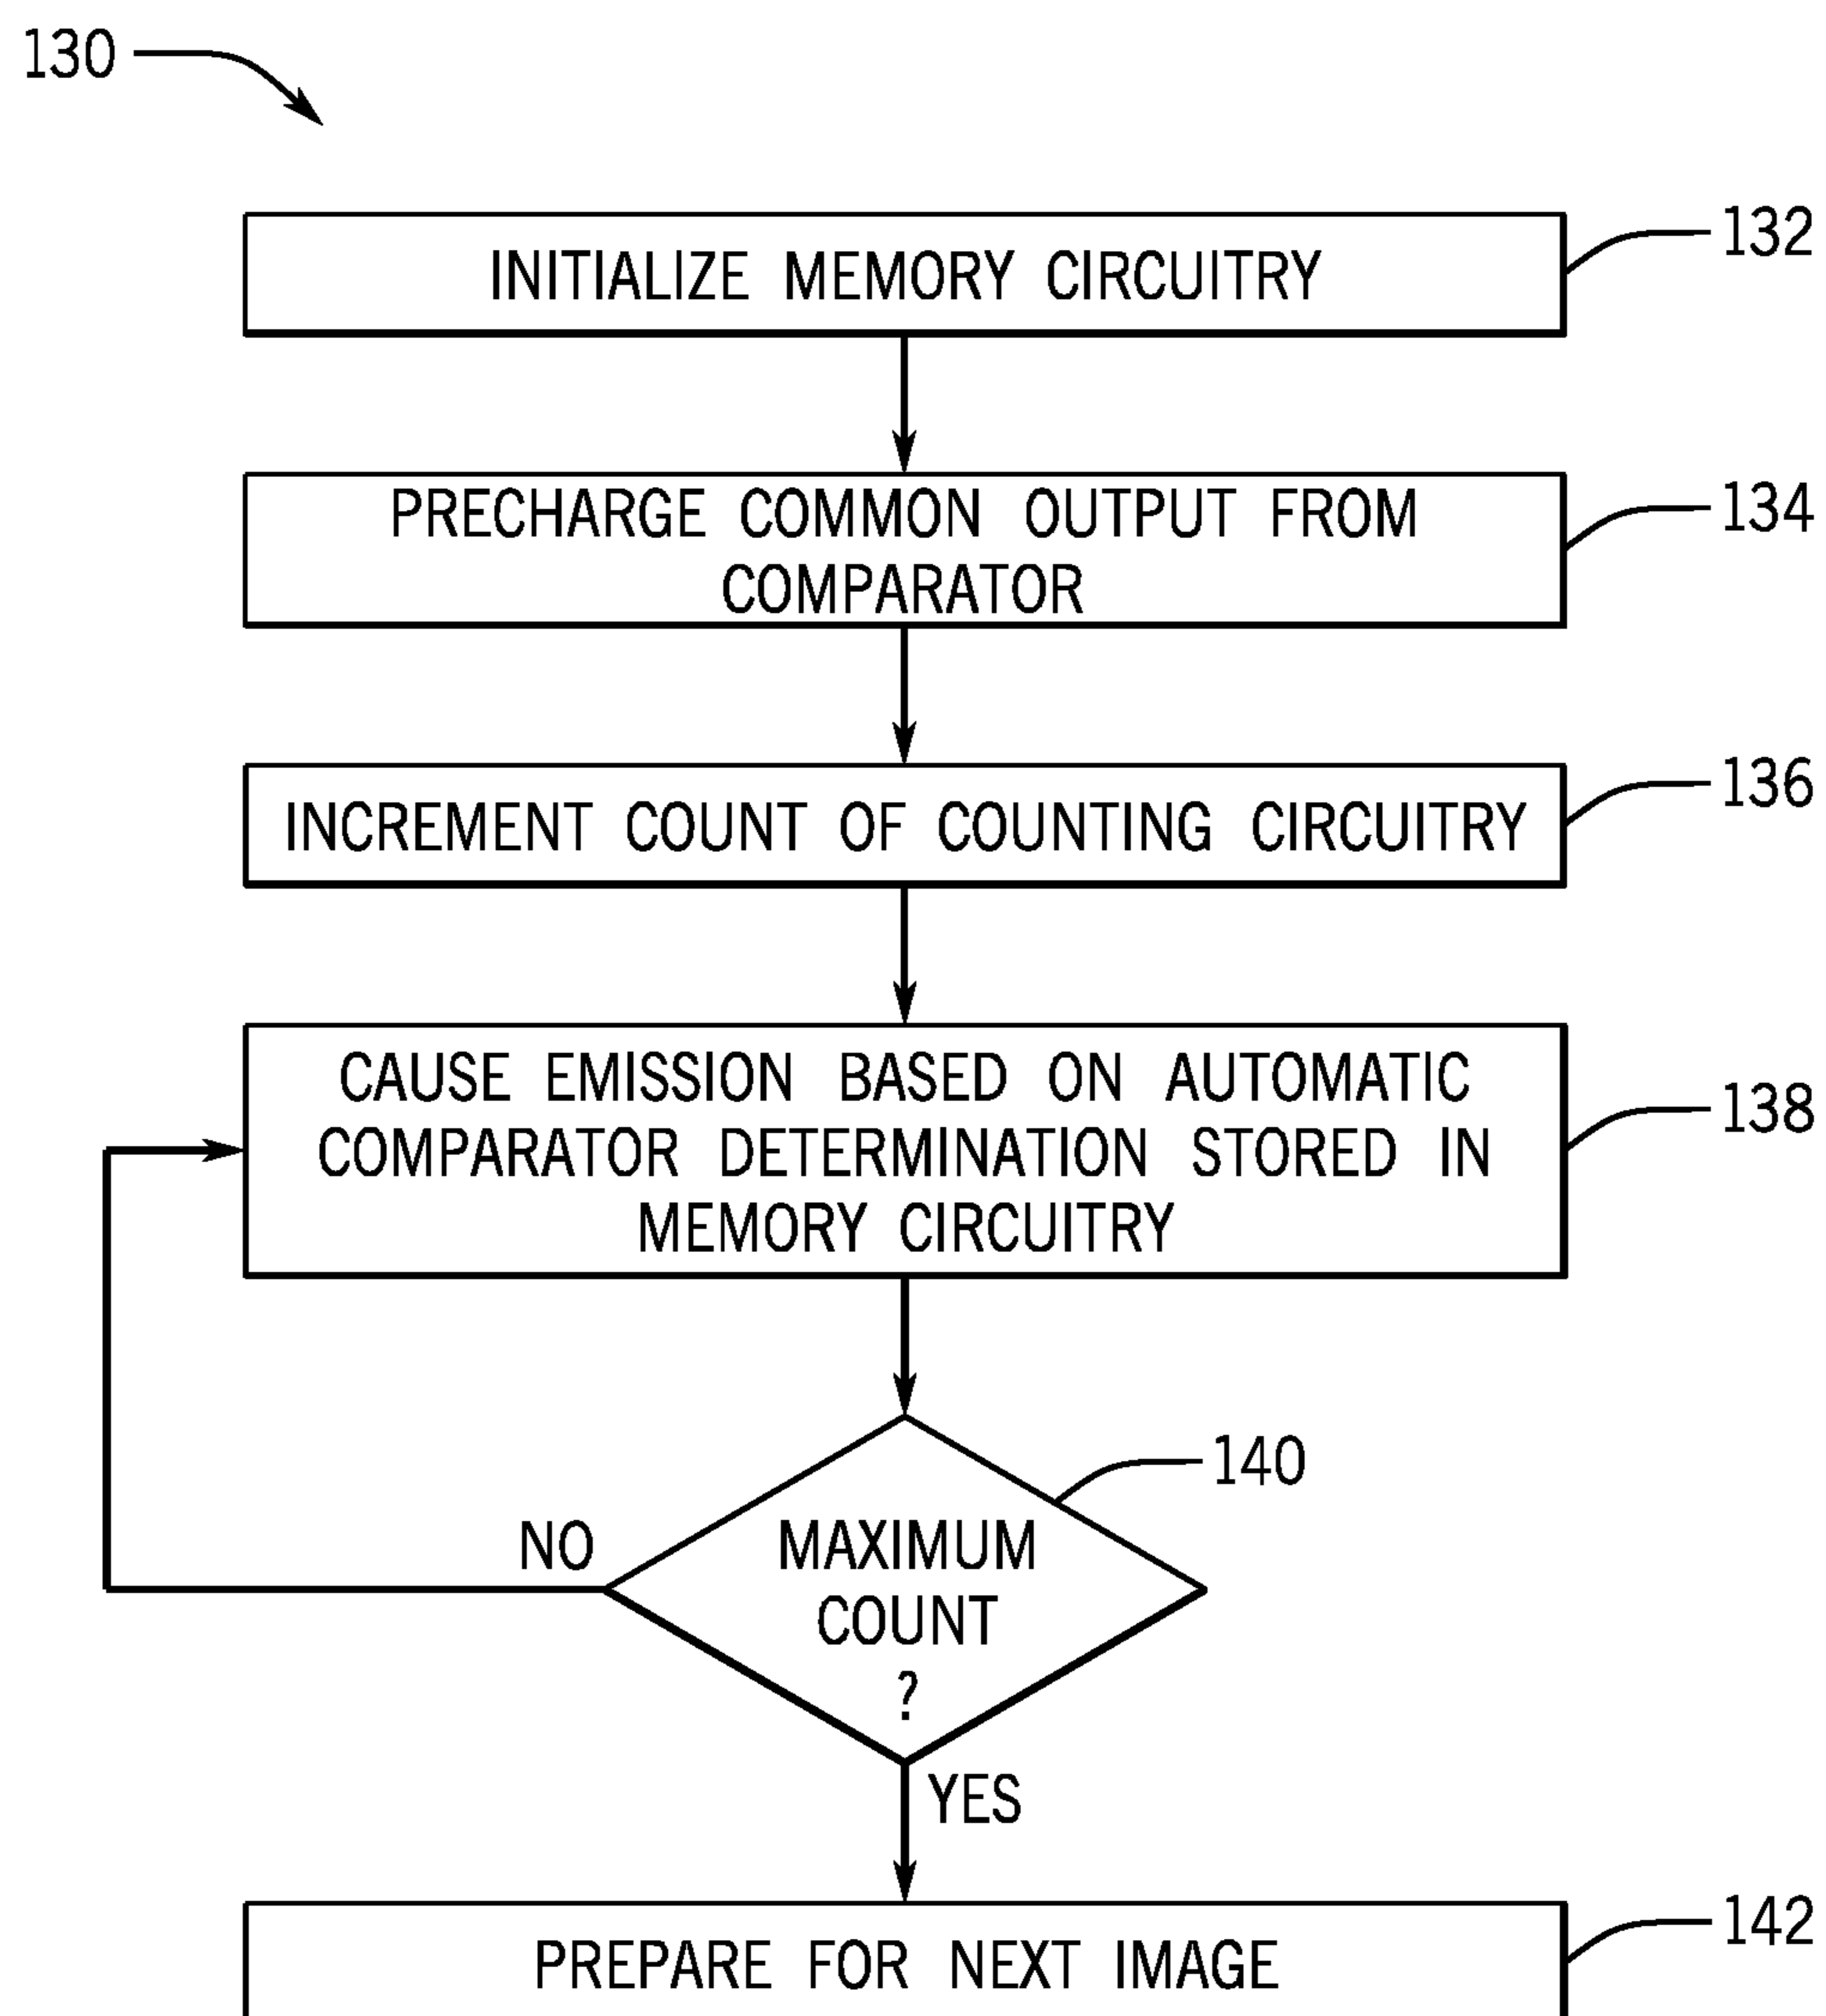 130
INITIALIZE MEMORY CIRCUITRY
132
PRECHARGE COMMON OUTPUT FROM
COMPARATOR
134
INCREMENT COUNT OF COUNTING CIRCUITRY
136
CAUSE EMISSION BASED ON AUTOMATIC
COMPARATOR DETERMINATION STORED IN
MEMORY CIRCUITRY
138
140
NO
MAXIMUM
COUNT
?
YES
PREPARE FOR NEXT IMAGE
142